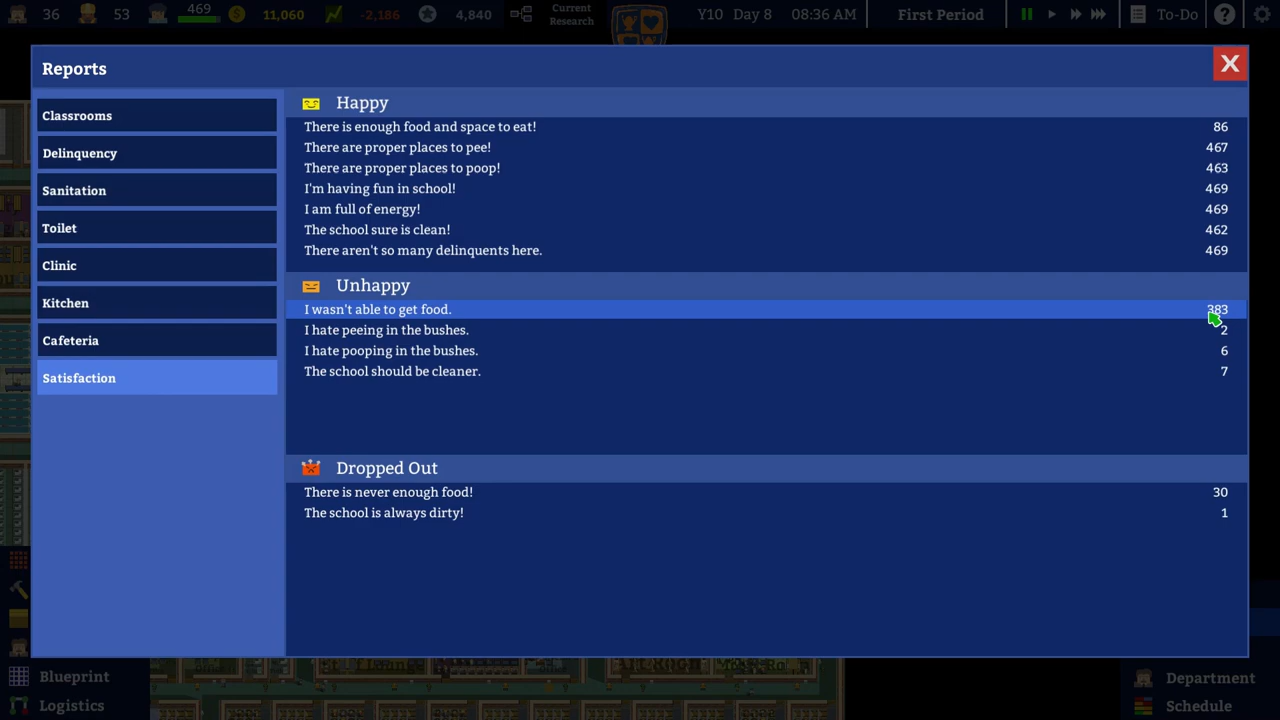 36 53 469 11,060 -2,186 4,840 Current Research Y10 Day 8 08:36 AM First Period To-Do ?
Reports X
Classrooms
Delinquency
Sanitation
Toilet
Clinic
Kitchen
Cafeteria
Satisfaction
Happy
There is enough food and space to eat! 86
There are proper places to pee! 467
There are proper places to poop! 463
I'm having fun in school! 469
I am full of energy! 469
The school sure is clean! 462
There aren't so many delinquents here. 469
Unhappy
I wasn't able to get food. 383
I hate peeing in the bushes. 2
I hate pooping in the bushes. 6
The school should be cleaner. 7
Dropped Out
There is never enough food! 30
The school is always dirty! 1
Blueprint
Logistics
Department
Schedule